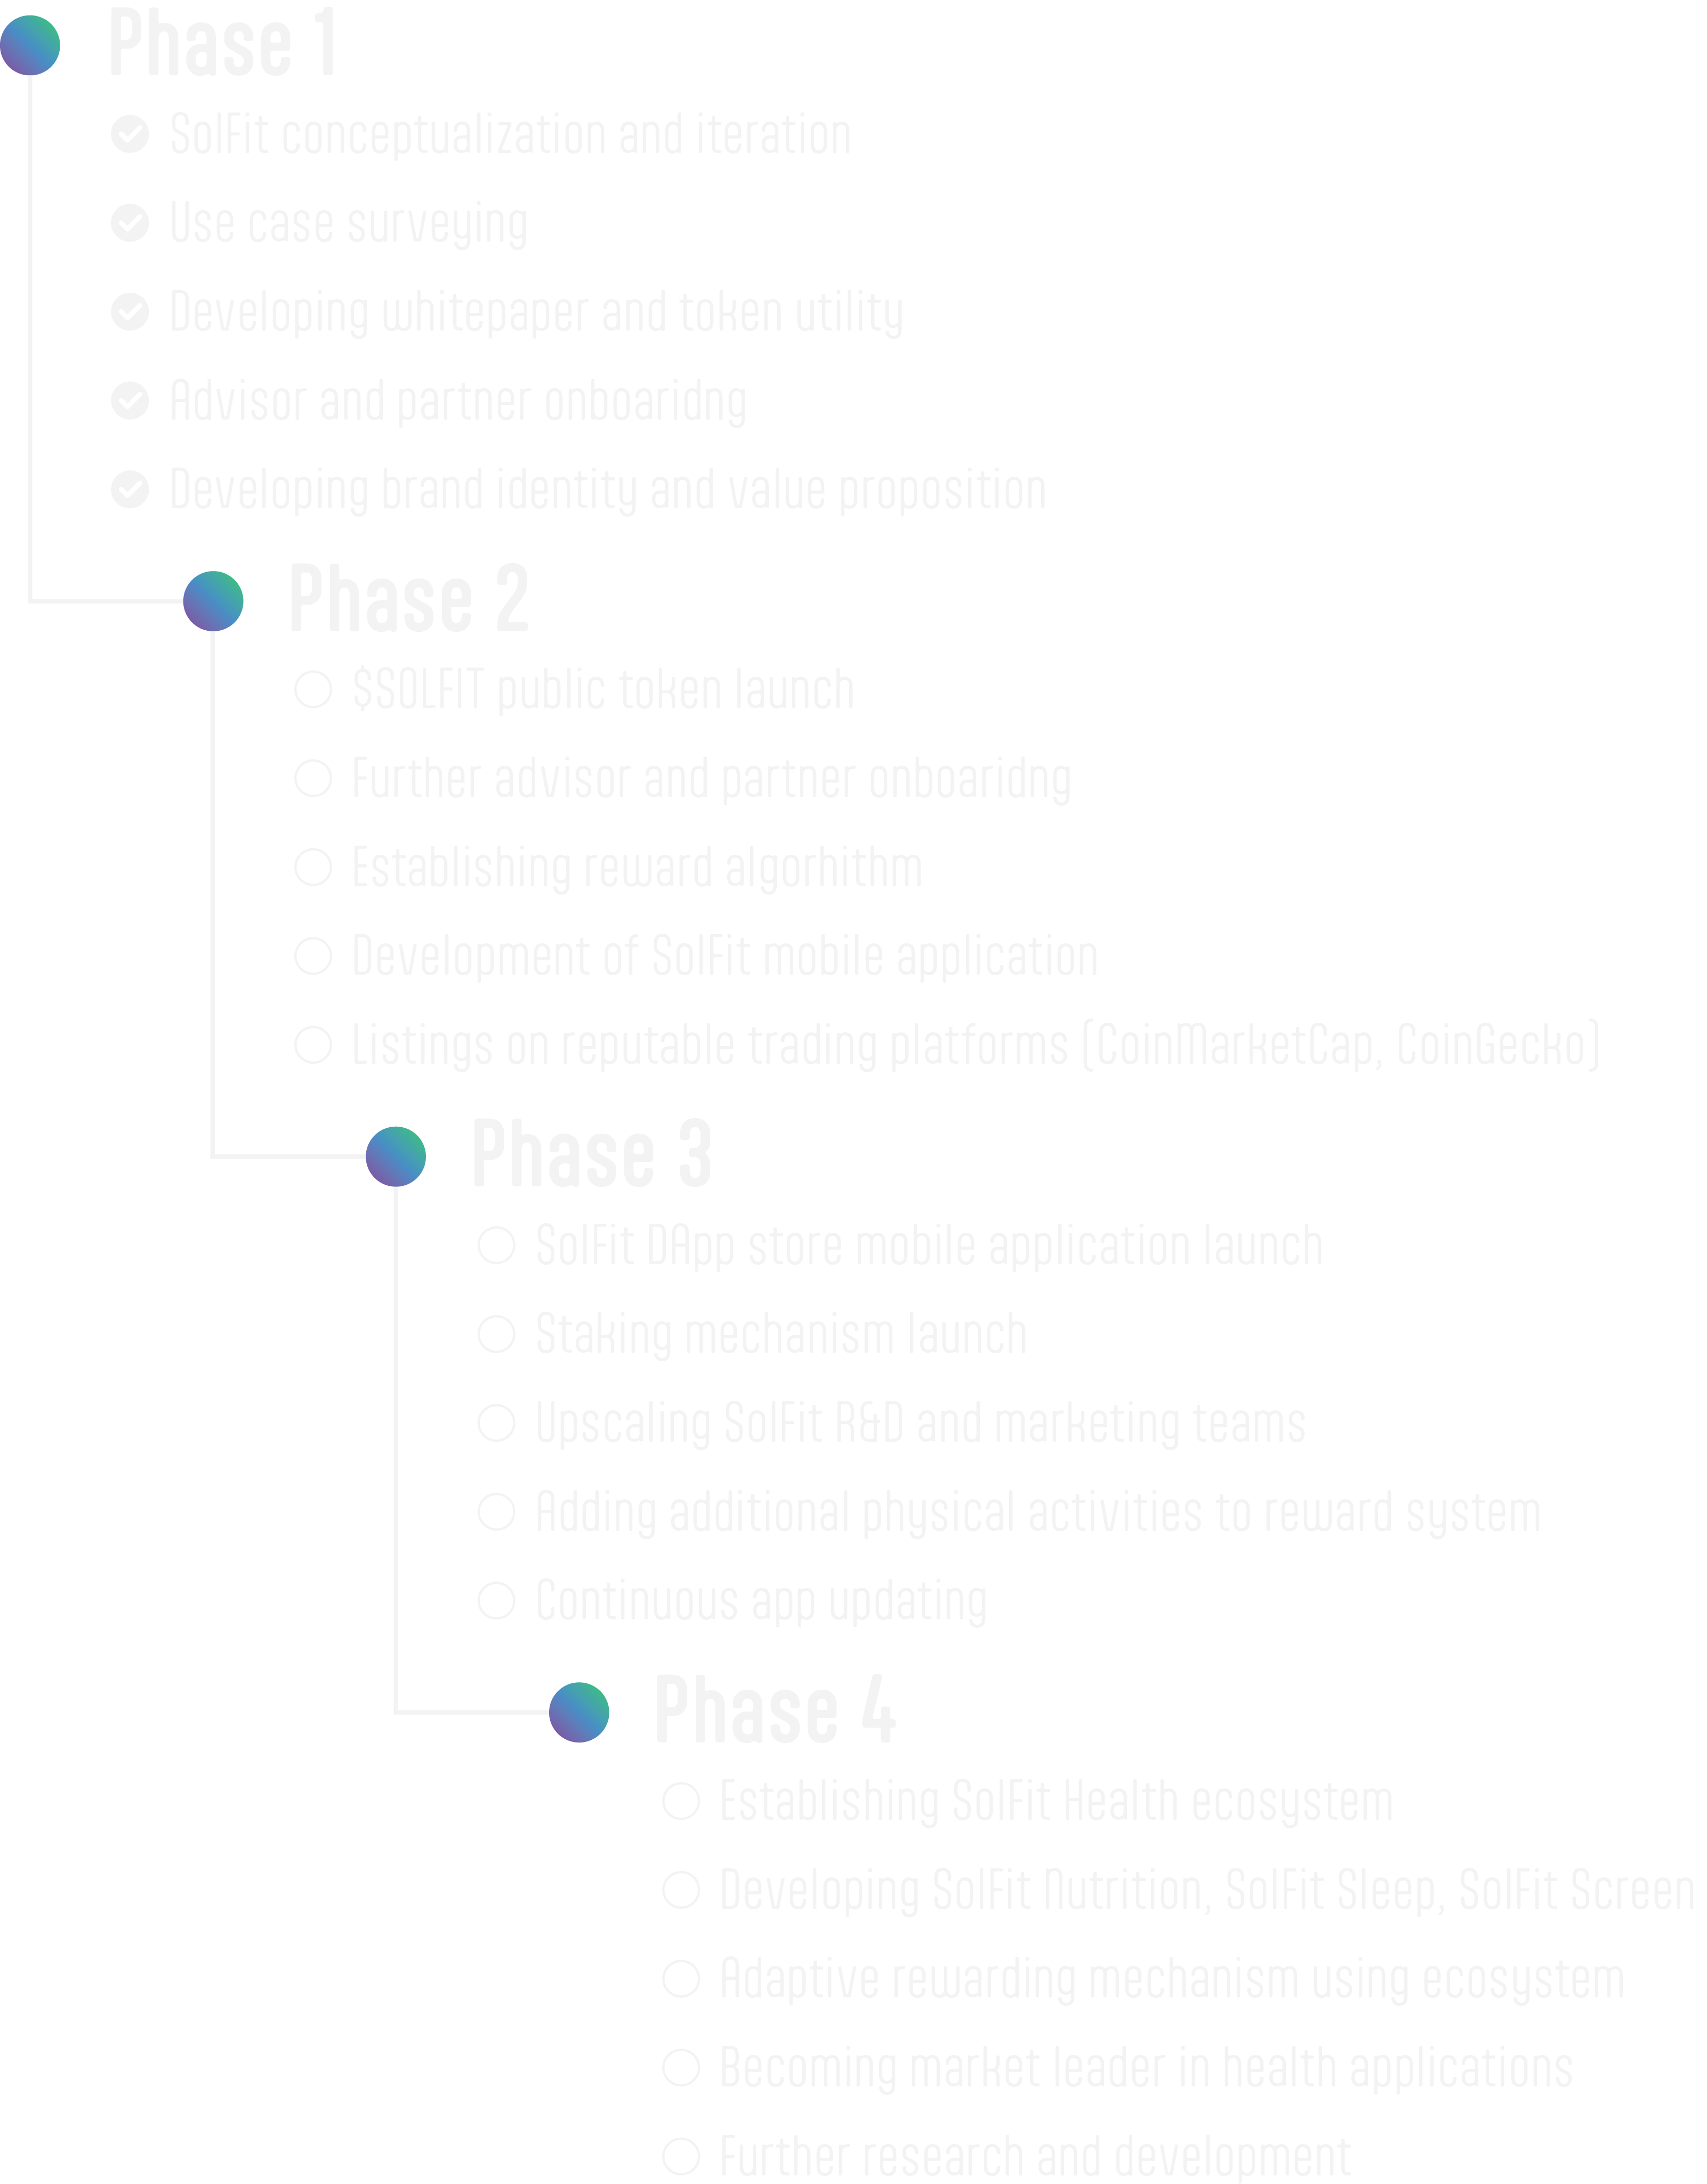 Phase 1
SolFit conceptualization and iteration
Use case surveying
Developing whitepaper and token utility
Advisor and partner onboaridng
Developing brand identity and value proposition
Phase 2
$SOLFIT public token launch
Further advisor and partner onboaridng
Establishing reward algorhithm
Development of SolFit mobile application
Listings on reputable trading platforms (CoinMarketCap, CoinGecko)
Phase 3
SolFit DApp store mobile application launch
Staking mechanism launch
Upscaling SolFit R&D and marketing teams
Adding additional physical activities to reward system
Continuous app updating
Phase 4
Establishing SolFit Health ecosystem
Developing SolFit Nutrition, SolFit Sleep, SolFit Screen
Adaptive rewarding mechanism using ecosystem
Becoming market leader in health applications
Further research and development